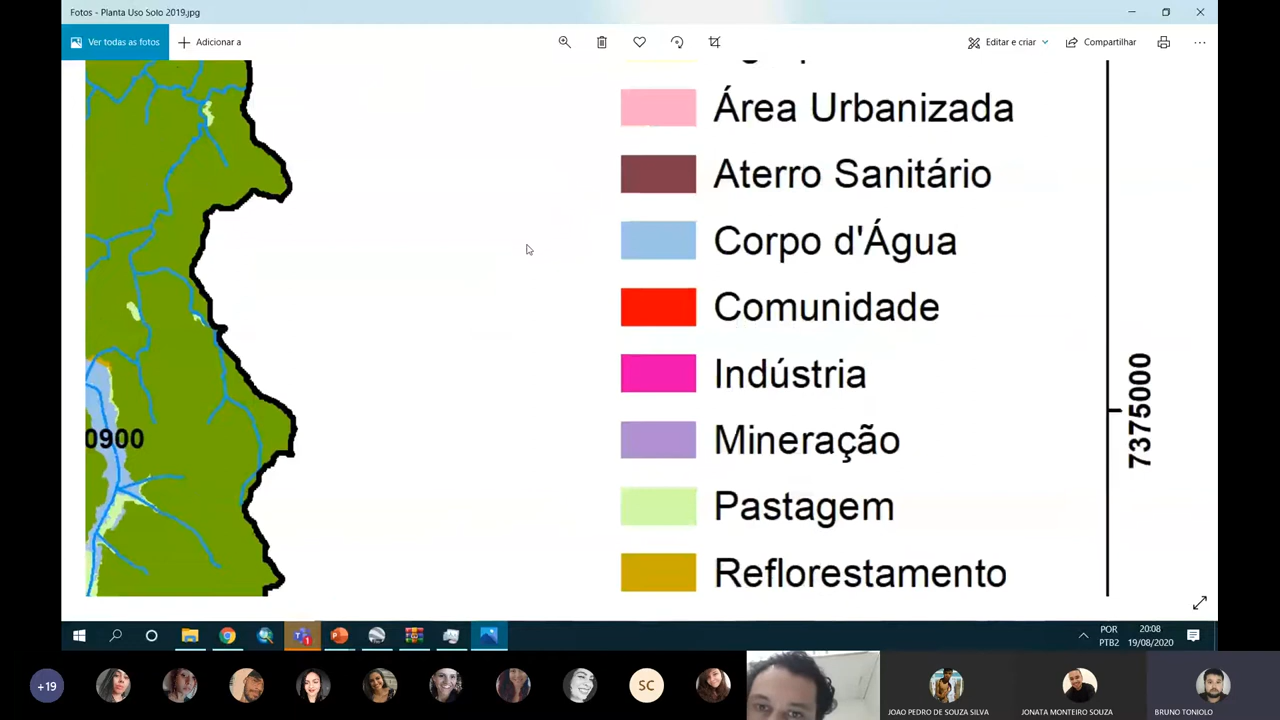 Fotos - Planta Uso Solo 2019.jpg
Ver todas as fotos
Adicionar a
Editar e criar
Compartilhar
Área Urbanizada
Aterro Sanitário
Corpo d'Água
Comunidade
Indústria
Mineração
Pastagem
Reflorestamento
7375000
0900
POR
PTB2
20:08
19/08/2020
+19
SC
JOAO PEDRO DE SOUZA SILVA
JONATA MONTEIRO SOUZA
BRUNO TONIOLO